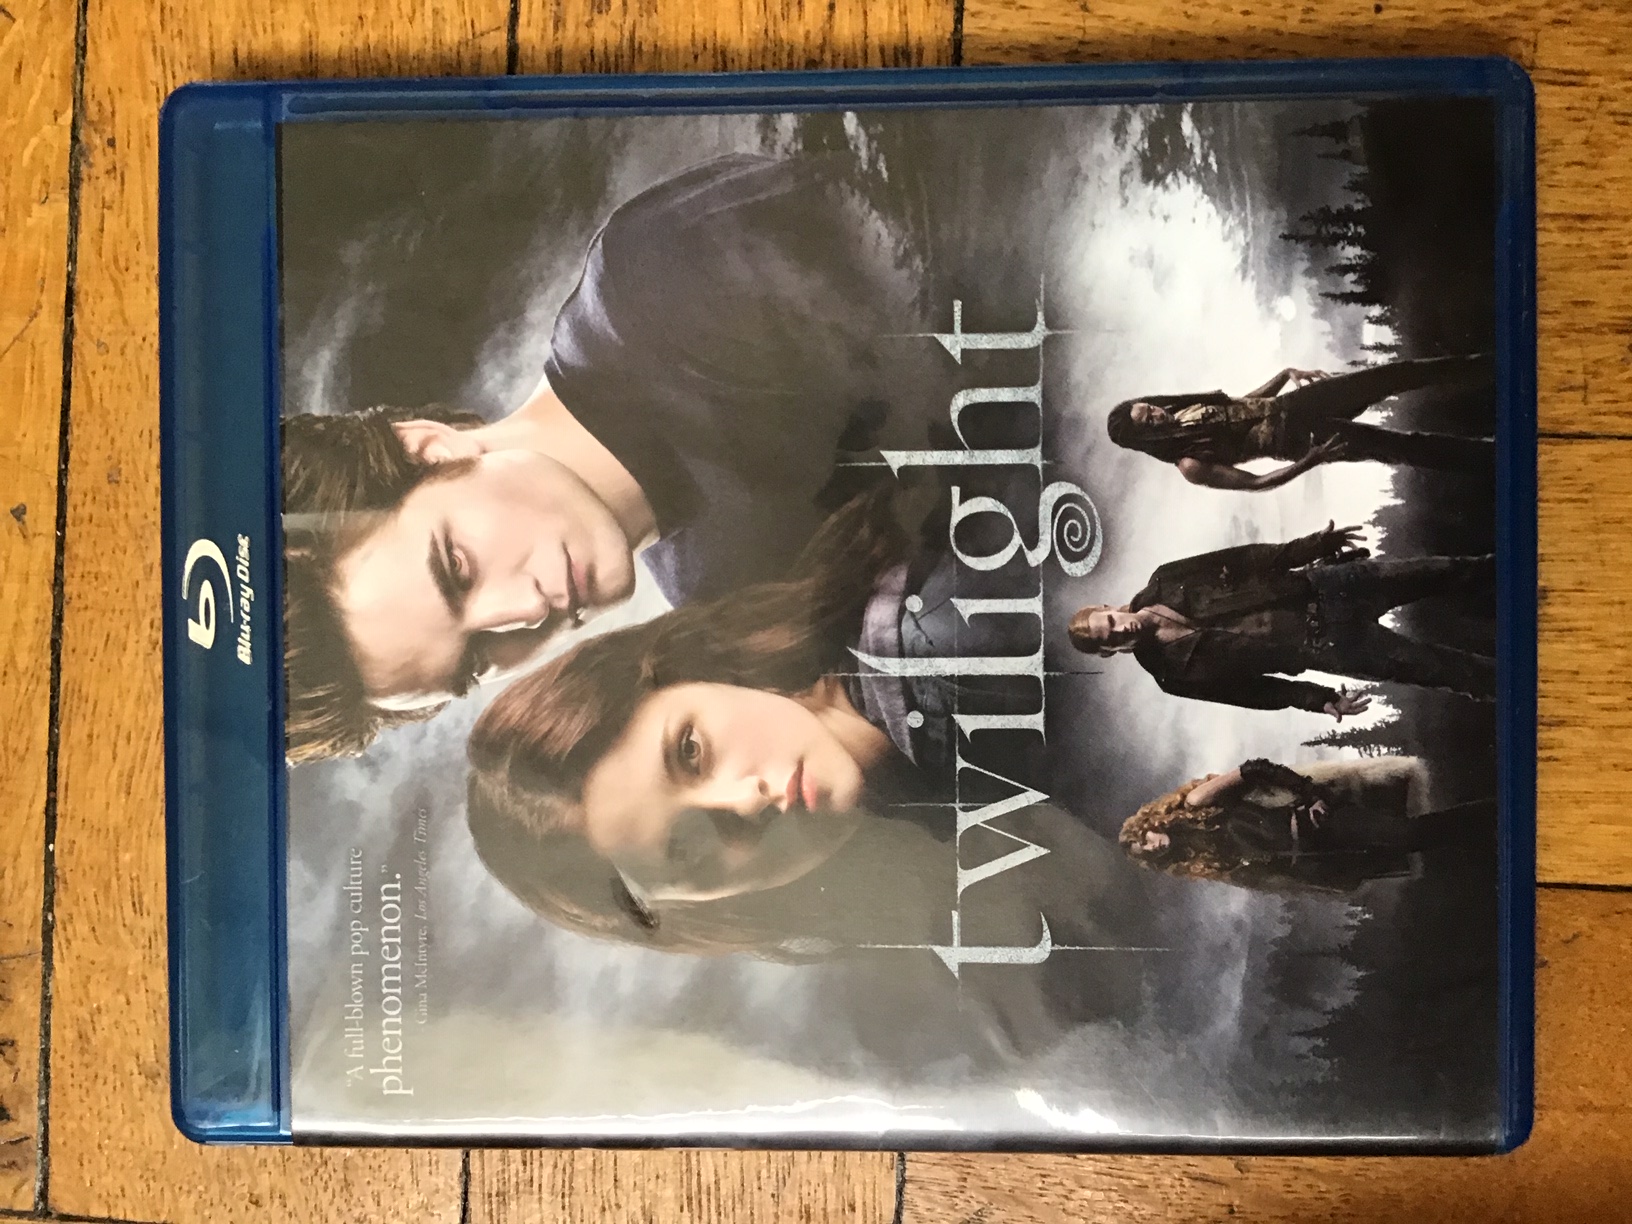 Blu-ray Disc
"A full-blown pop culture
phenomenon."
- Gina McIntyre, Los Angeles Times
twilight